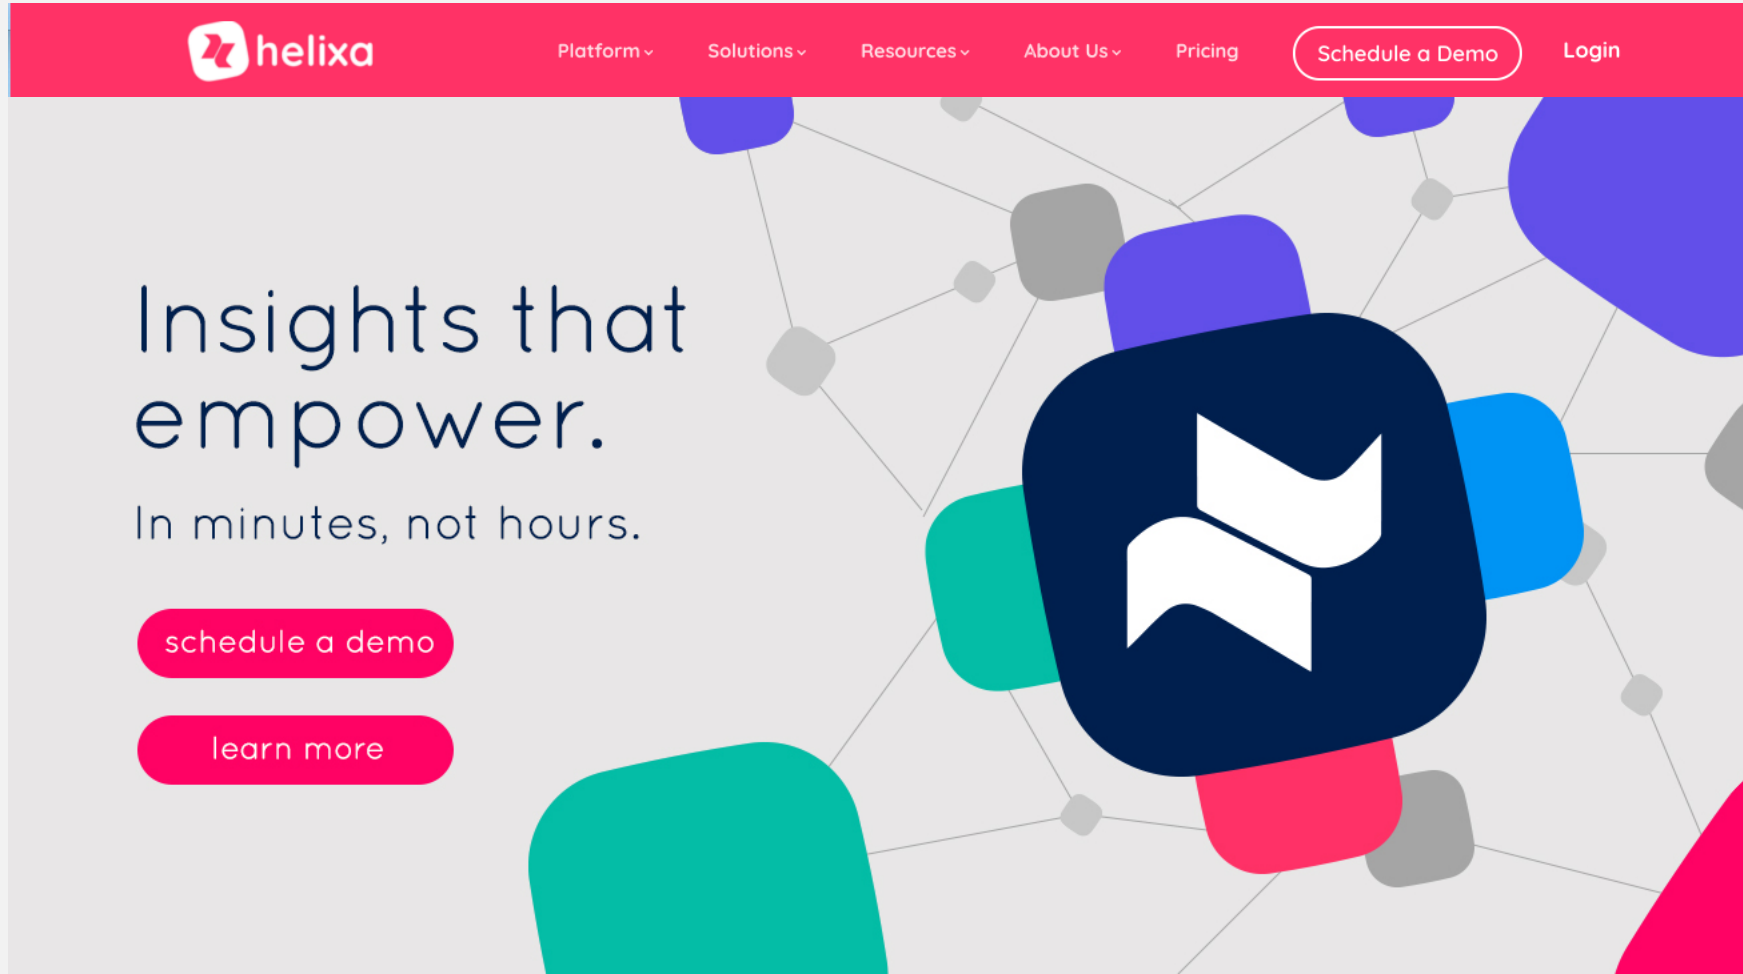 helixa
Platform
Solutions
Resources
About Us
Pricing
Schedule a Demo
Login
Insights that
empower.
In minutes, not hours.
schedule a demo
learn more